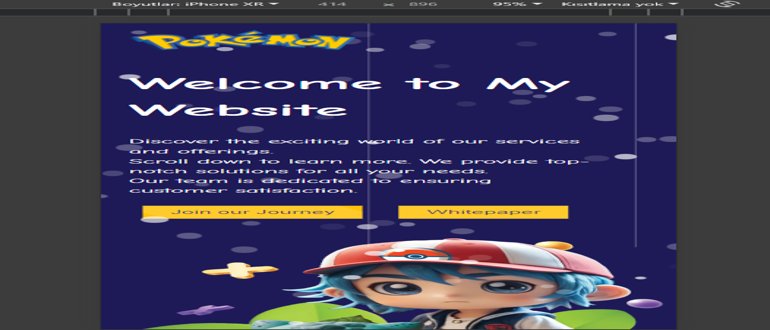 Boyutlar: iPhone XR 414 × 896 95% Kısıtlama yok
POKéMON
Welcome to My
Website
Discover the exciting world of our services
and offerings.
Scroll down to learn more. We provide top-
notch solutions for all your needs.
Our team is dedicated to ensuring
customer satisfaction.
Join our Journey Whitepaper